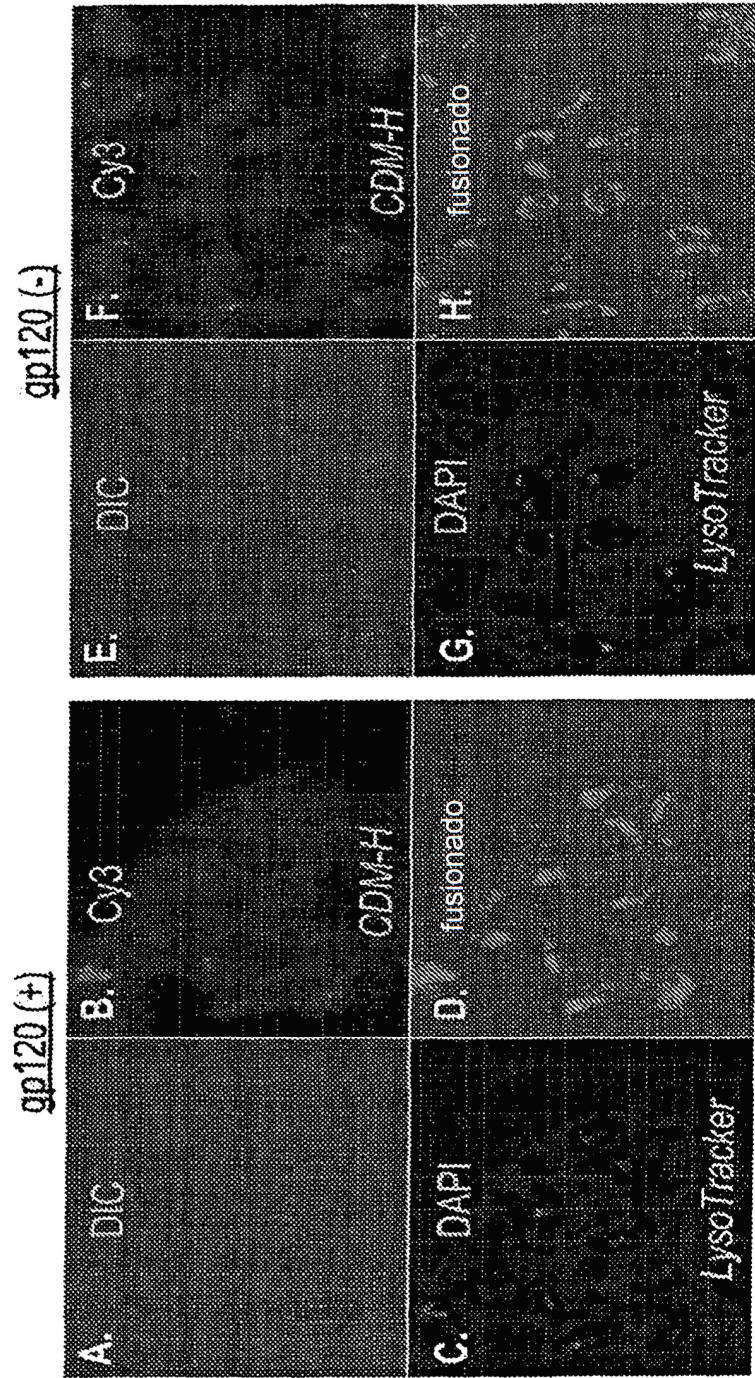 gp120 (+)
A.
DIC
B.
Cy3
CDM-H
C.
DAPI
LysoTracker
D.
fusionado
gp120 (-)
E.
DIC
F.
Cy3
CDM-H
G.
DAPI
LysoTracker
H.
fusionado